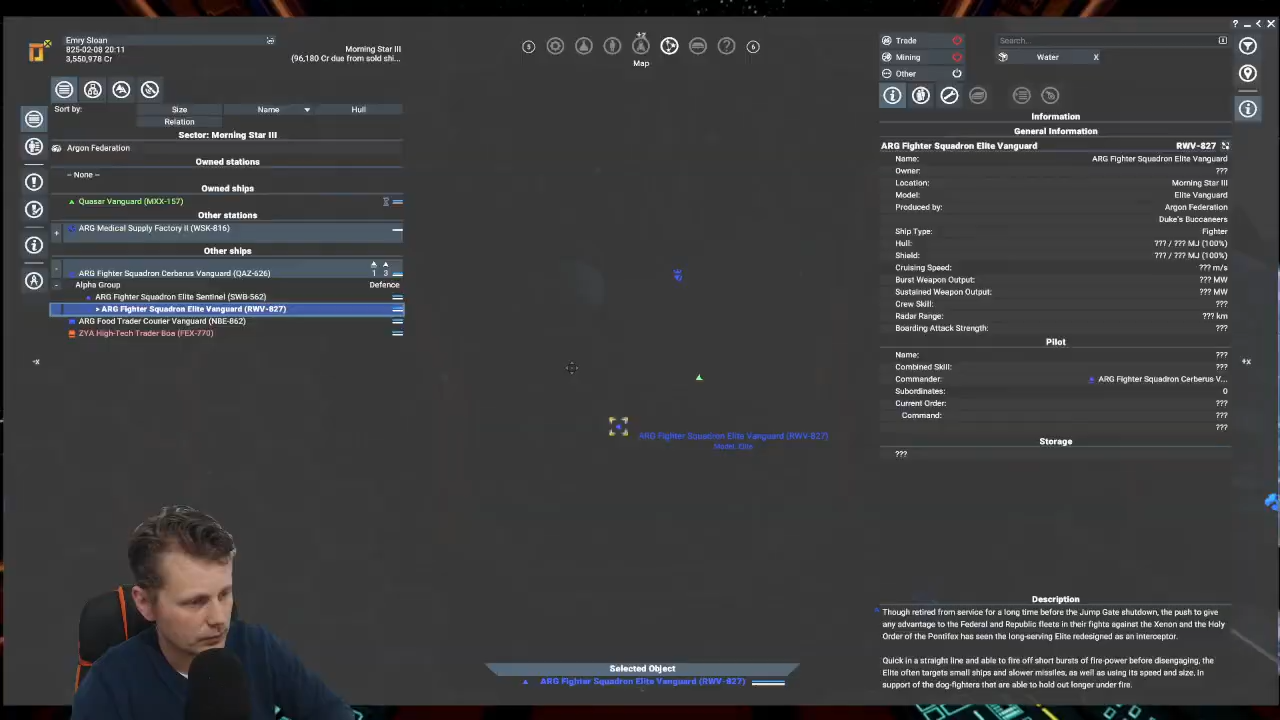 Emry Sloan
825-02-08 20:11
3,550,978 Cr
Morning Star III
(96,180 Cr due from sold shi...
Sort by:
Size
Name
Hull
Relation
Sector: Morning Star III
Argon Federation
Owned stations
-- None --
Owned ships
Quasar Vanguard (MXX-157)
Other stations
+
ARG Medical Supply Factory II (WSK-816)
Other ships
-
ARG Fighter Squadron Cerberus Vanguard (QAZ-626)
1 3
- Alpha Group
Defence
ARG Fighter Squadron Elite Sentinel (SWB-562)
> ARG Fighter Squadron Elite Vanguard (RWV-827)
ARG Food Trader Courier Vanguard (NBE-862)
ZYA High-Tech Trader Boa (FEX-770)
5
+Z
?
6
Map
-X
+X
ARG Fighter Squadron Elite Vanguard (RWV-827)
Model: Elite
Selected Object
ARG Fighter Squadron Elite Vanguard (RWV-827)
? X
Trade
Mining
Other
Search...
Water
X
Information
General Information
ARG Fighter Squadron Elite Vanguard
RWV-827
Name:
ARG Fighter Squadron Elite Vanguard
Owner:
???
Location:
Morning Star III
Model:
Elite Vanguard
Produced by:
Argon Federation
Duke's Buccaneers
Ship Type:
Fighter
Hull:
??? / ??? MJ (100%)
Shield:
??? / ??? MJ (100%)
Cruising Speed:
??? m/s
Burst Weapon Output:
??? MW
Sustained Weapon Output:
??? MW
Crew Skill:
???
Radar Range:
??? km
Boarding Attack Strength:
???
Pilot
Name:
???
Combined Skill:
???
Commander:
ARG Fighter Squadron Cerberus V...
Subordinates:
0
Current Order:
???
Command:
???
???
Storage
???
Description
Though retired from service for a long time before the Jump Gate shutdown, the push to give
any advantage to the Federal and Republic fleets in their fights against the Xenon and the Holy
Order of the Pontifex has seen the long-serving Elite redesigned as an interceptor.
Quick in a straight line and able to fire off short bursts of fire-power before disengaging, the
Elite often targets small ships and slower missiles, as well as using its speed and size, in
support of the dog-fighters that are able to hold out longer under fire.